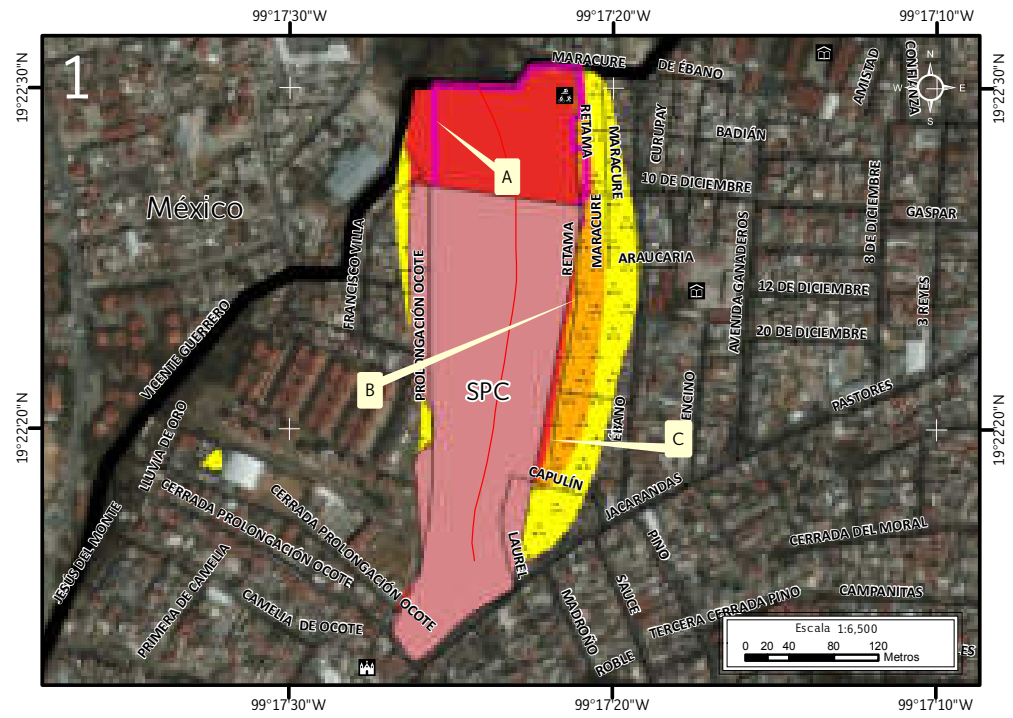 99°17'30"W
99°17'20"W
99°17'10"W
1
19°22'30"N
19°22'30"N
19°22'20"N
19°22'20"N
N
W
E
S
MARACURE
DE ÉBANO
AMISTAD
CONFIANZA
CURUPAY
BADIÁN
RETAMA
MARACURE
A
10 DE DICIEMBRE
8 DE DICIEMBRE
GASPAR
México
FRANCISCO VILLA
PROLONGACIÓN OCOTE
RETAMA
MARACURE
ARAUCARIA
AVENIDA GANADEROS
12 DE DICIEMBRE
3 REYES
20 DE DICIEMBRE
VICENTE GUERRERO
B
SPC
ENCINO
PASTORES
ÉBANO
C
LLUVIA DE ORO
CAPULÍN
JACARANDAS
CERRADA PROLONGACIÓN OCOTE
CERRADA PROLONGACIÓN OCOTE
JESÚS DEL MONTE
PRIMERA DE CAMELIA
CAMELIA DE OCOTE
LAUREL
PINO
CERRADA DEL MORAL
MADROÑO
SAUCE
TERCERA CERRADA PINO
CAMPANITAS
ROBLE
ES
Escala 1:6,500
0 20 40 80 120
Metros
99°17'30"W
99°17'20"W
99°17'10"W